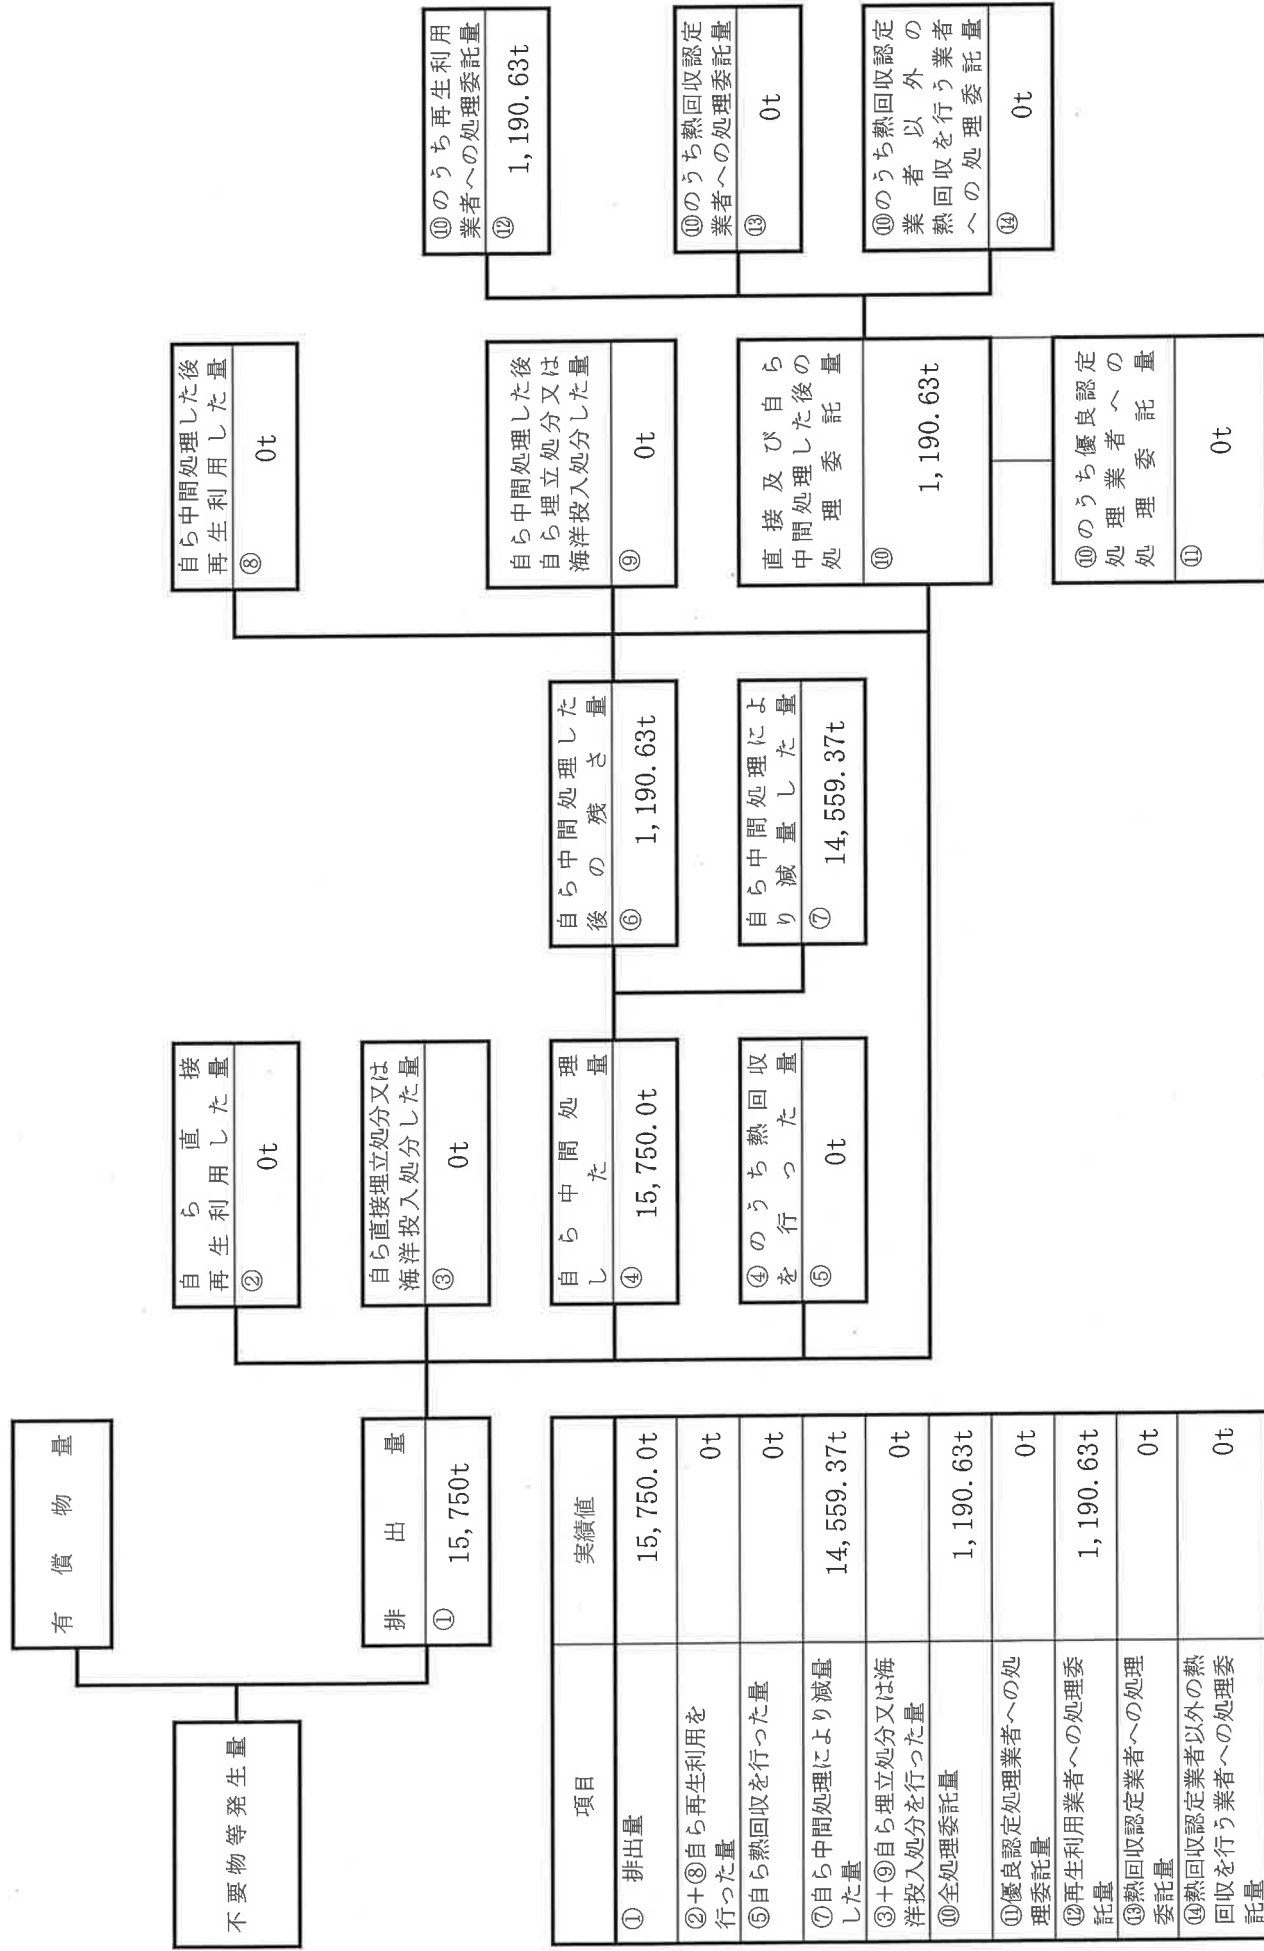 不要物等発生量
有償物量
排出量
① 15,750t
自ら直接
再生利用した量
② 0t
自ら直接埋立処分又は
海洋投入処分した量
③ 0t
自ら中間処理
した量
④ 15,750.0t
④のうち熱回収
を行った量
⑤ 0t
自ら中間処理した
後の残さ量
⑥ 1,190.63t
自ら中間処理によ
り減量した量
⑦ 14,559.37t
自ら中間処理した後
再生利用した量
⑧ 0t
自ら中間処理した後
自ら埋立処分又は
海洋投入処分した量
⑨ 0t
直接及び自ら
中間処理した後の
処理委託量
⑩ 1,190.63t
⑩のうち優良認定
処理業者への
処理委託量
⑪ 0t
⑩のうち再生利用
業者への処理委託量
⑫ 1,190.63t
⑩のうち熱回収認定
業者への処理委託量
⑬ 0t
⑩のうち熱回収認定
業者以外の
熱回収を行う業者
への処理委託量
⑭ 0t
項目 実績値
① 排出量 15,750.0t
②+⑧自ら再生利用を
行った量 0t
⑤自ら熱回収を行った量 0t
⑦自ら中間処理により減量
した量 14,559.37t
③+⑨自ら埋立処分又は海
洋投入処分を行った量 0t
⑩全処理委託量 1,190.63t
⑪優良認定処理業者への処
理委託量 0t
⑫再生利用業者への処理委
託量 1,190.63t
⑬熱回収認定業者への処理
委託量 0t
⑭熱回収認定業者以外の熱
回収を行う業者への処理委
託量 0t